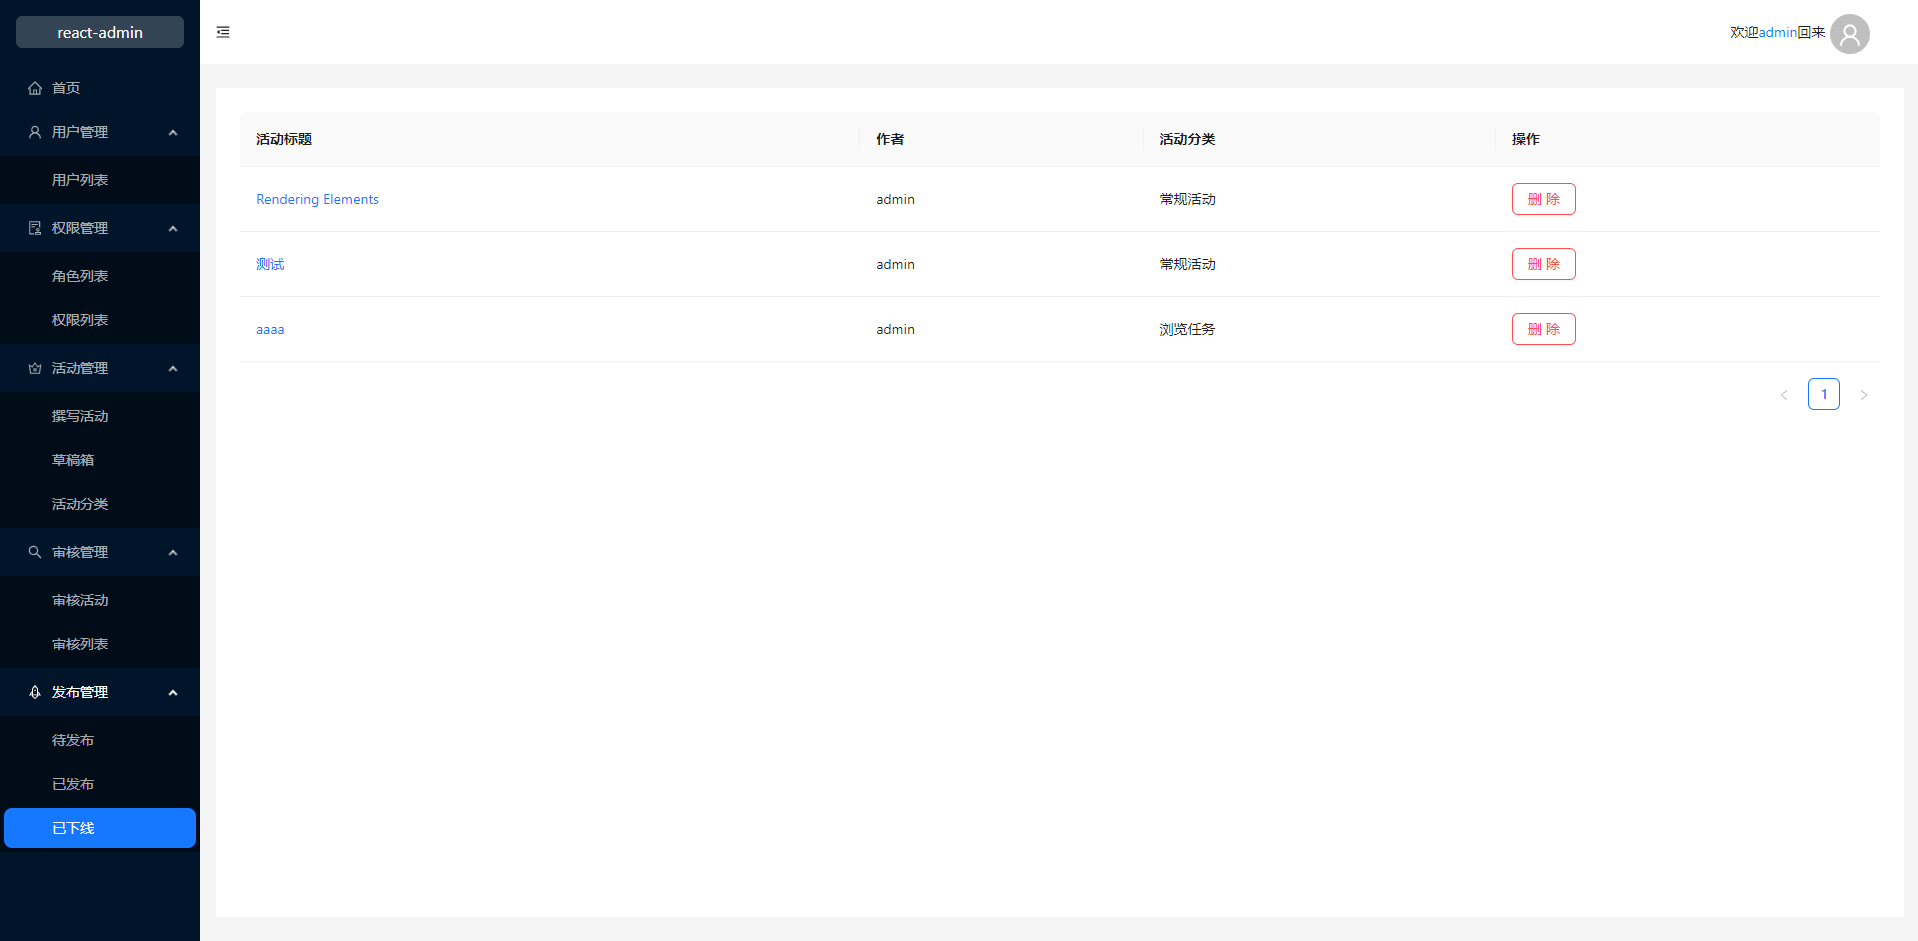 react-admin
首页
用户管理
用户列表
权限管理
角色列表
权限列表
活动管理
撰写活动
草稿箱
活动分类
审核管理
审核活动
审核列表
发布管理
待发布
已发布
已下线
欢迎admin回来
活动标题 作者 活动分类 操作
Rendering Elements admin 常规活动 删 除
测试 admin 常规活动 删 除
aaaa admin 浏览任务 删 除
1